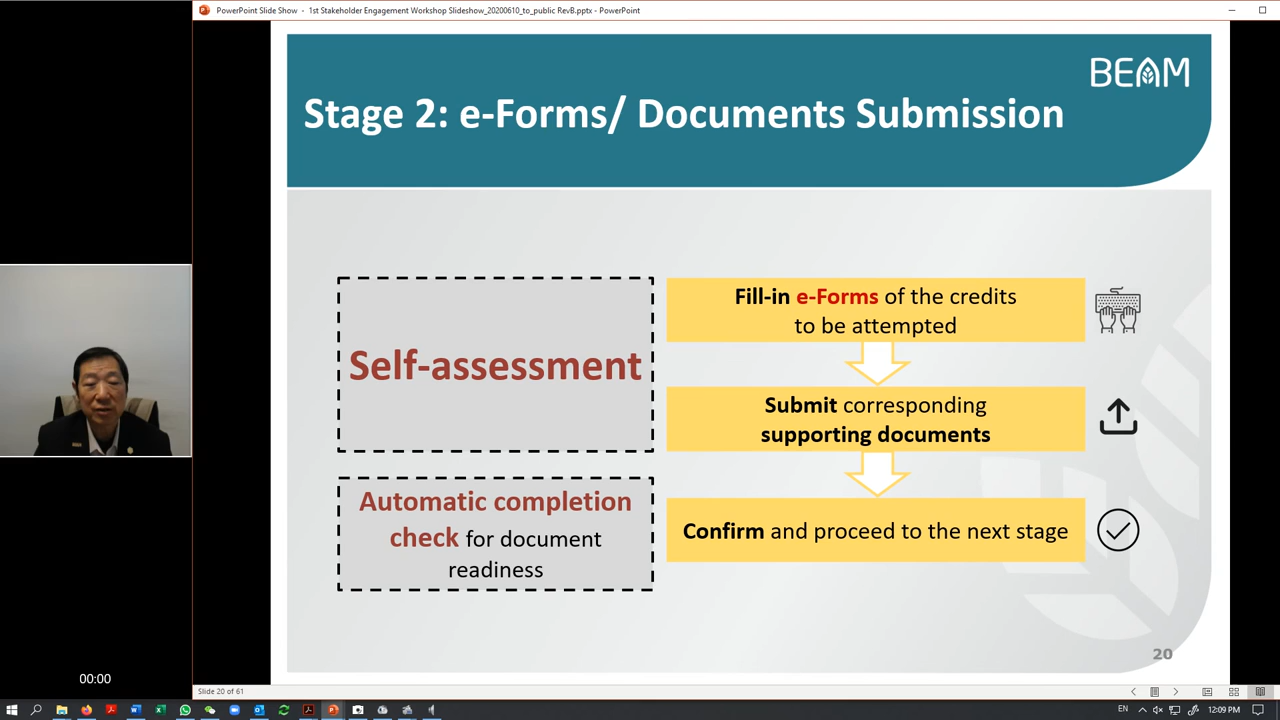 PowerPoint Slide Show - 1st Stakeholder Engagement Workshop Slideshow_20200610_to_public RevB.pptx - PowerPoint
BEAM
Stage 2: e-Forms/ Documents Submission
Self-assessment
Fill-in e-Forms of the credits
to be attempted
Submit corresponding
supporting documents
Automatic completion
check for document
readiness
Confirm and proceed to the next stage
20
00:00
Slide 20 of 61
EN
12:09 PM